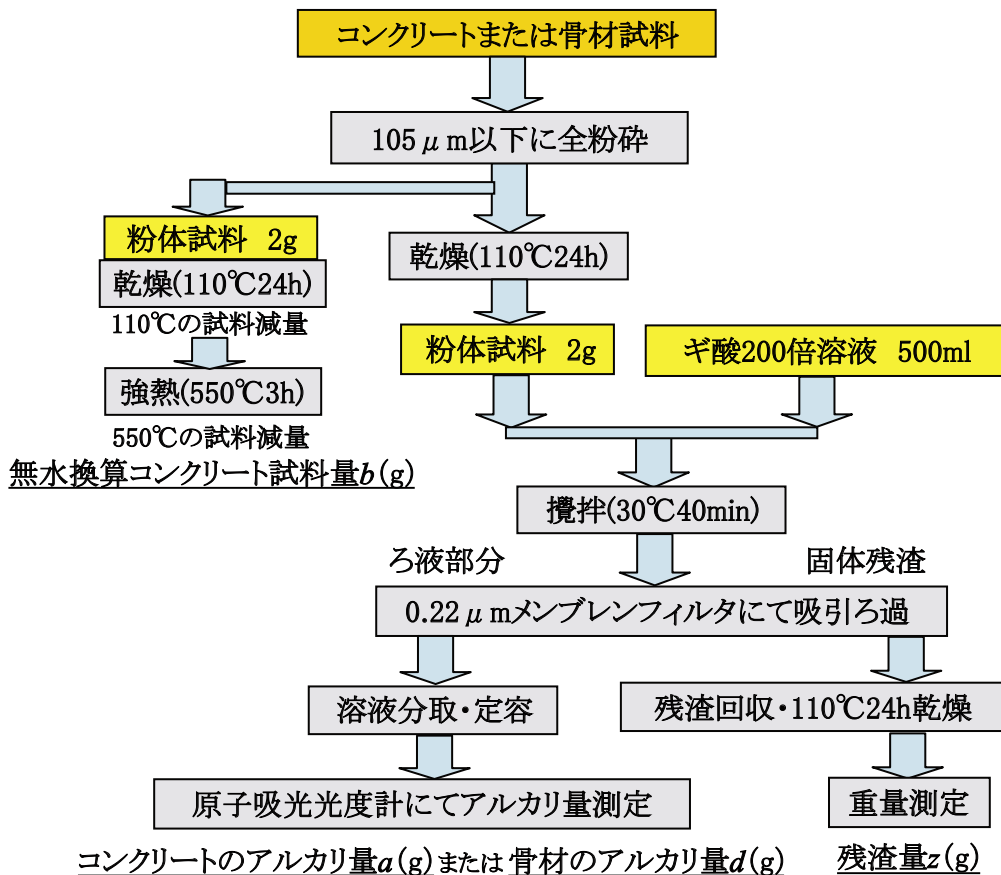 コンクリートまたは骨材試料
105μm以下に全粉砕
粉体試料 2g
乾燥(110℃24h)
110℃の試料減量
強熱(550℃3h)
550℃の試料減量
無水換算コンクリート試料量b(g)
乾燥(110℃24h)
粉体試料 2g
ギ酸200倍溶液 500ml
攪拌(30℃40min)
ろ液部分
固体残渣
0.22μmメンブレンフィルタにて吸引ろ過
溶液分取・定容
残渣回収・110℃24h乾燥
原子吸光光度計にてアルカリ量測定
重量測定
コンクリートのアルカリ量a(g)または骨材のアルカリ量d(g)
残渣量z(g)